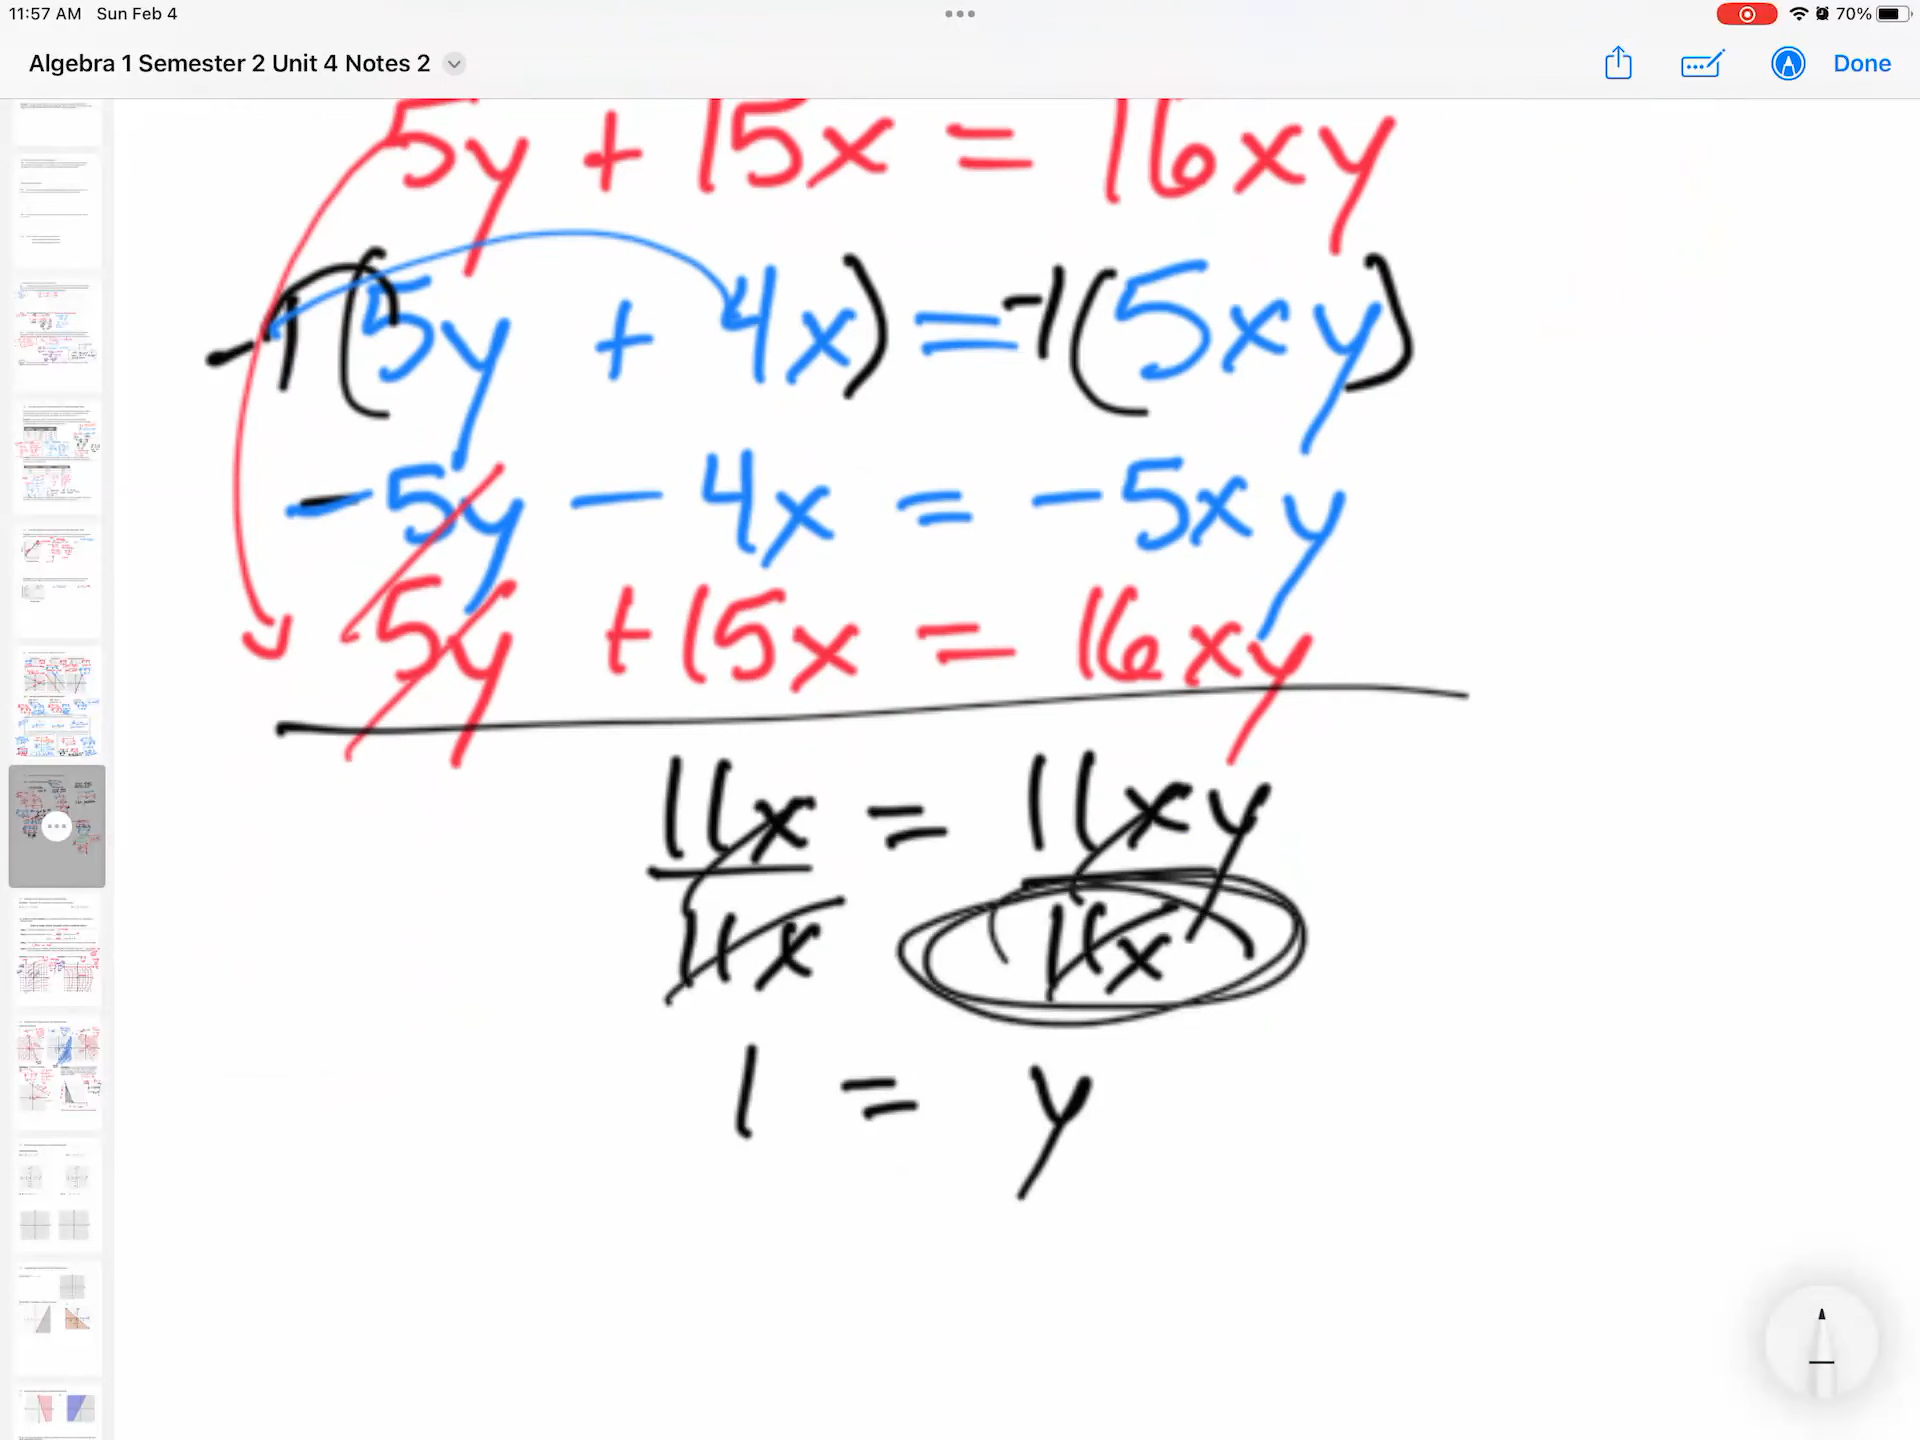 11:57 AM Sun Feb 4
70%
Algebra 1 Semester 2 Unit 4 Notes 2
Done
5y + 15x = 16xy
-1(5y + 4x) = -1(5xy)
-5y - 4x = -5xy
5y + 15x = 16xy
11x = 11xy
11x 11x
1 = y